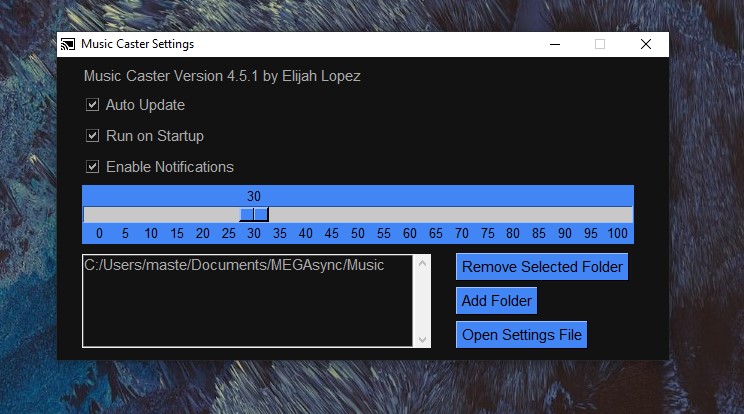 Music Caster Settings
Music Caster Version 4.5.1 by Elijah Lopez
Auto Update
Run on Startup
Enable Notifications
30
0 5 10 15 20 25 30 35 40 45 50 55 60 65 70 75 80 85 90 95 100
C:/Users/maste/Documents/MEGAsync/Music
Remove Selected Folder
Add Folder
Open Settings File